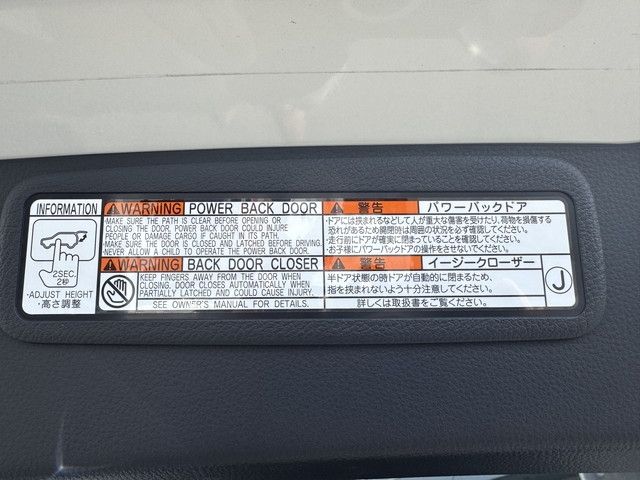 INFORMATION
2SEC.
2秒
·ADJUST HEIGHT
·高さ調整
WARNING POWER BACK DOOR
·MAKE SURE THE PATH IS CLEAR BEFORE OPENING OR
CLOSING THE DOOR. POWER BACK DOOR COULD INJURE
PEOPLE OR DAMAGE CARGO IF CAUGHT IN ITS PATH.
·MAKE SURE THE DOOR IS CLOSED AND LATCHED BEFORE DRIVING.
NEVER ALLOW A CHILD TO OPERATE THE POWER BACK DOOR.
WARNING BACK DOOR CLOSER
KEEP FINGERS AWAY FROM THE DOOR WHEN
CLOSING. DOOR CLOSES AUTOMATICALLY WHEN
PARTIALLY LATCHED AND COULD CAUSE INJURY.
SEE OWNER'S MANUAL FOR DETAILS.
警告 パワーバックドア
·ドアには挟まれるなどして人が重大な傷害を受けたり、荷物を損傷する
恐れがあるため開閉時は周囲の状況を必ず確認してください。
·走行前にドアが確実に閉まっていることを確認してください。
·お子様にパワーバックドアの操作をさせないでください。
警告 イージークローザー
半ドア状態の時ドアが自動的に閉まるため、
指を挟まれないよう十分注意してください。
J
詳しくは取扱書をご覧ください。